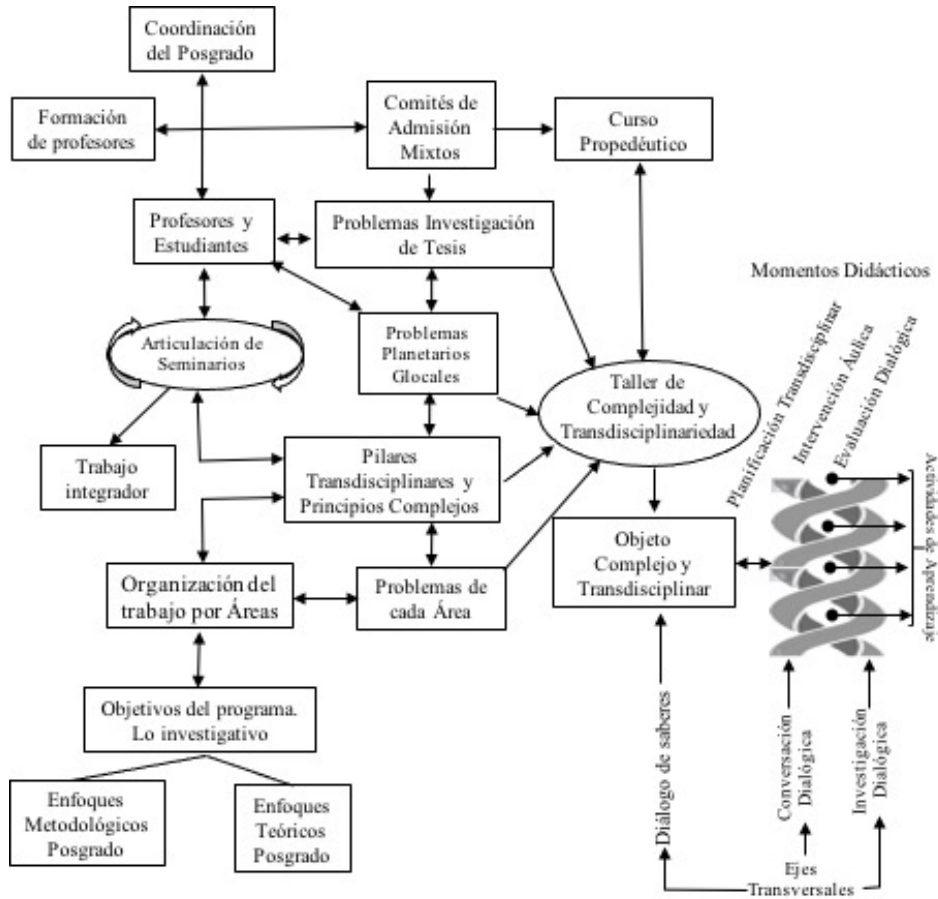 Coordinación
del Posgrado
Formación
de profesores
Comités de
Admisión
Mixtos
Curso
Propedéutico
Profesores y
Estudiantes
Problemas Investigación
de Tesis
Momentos Didácticos
Articulación de
Seminarios
Problemas
Planetarios
Glocales
Taller de
Complejidad y
Transdisciplinariedad
Planificación Transdisciplinar
Intervención Áulica
Evaluación Dialógica
Trabajo
integrador
Pilares
Transdisciplinares y
Principios Complejos
Objeto
Complejo y
Transdisciplinar
Actividades de Aprendizaje
Organización del
trabajo por Áreas
Problemas de
cada Área
Objetivos del programa.
Lo investigativo
Enfoques
Metodológicos
Posgrado
Enfoques
Teóricos
Posgrado
Diálogo de saberes
Conversación
Dialógica
Investigación
Dialógica
Ejes
Transversales